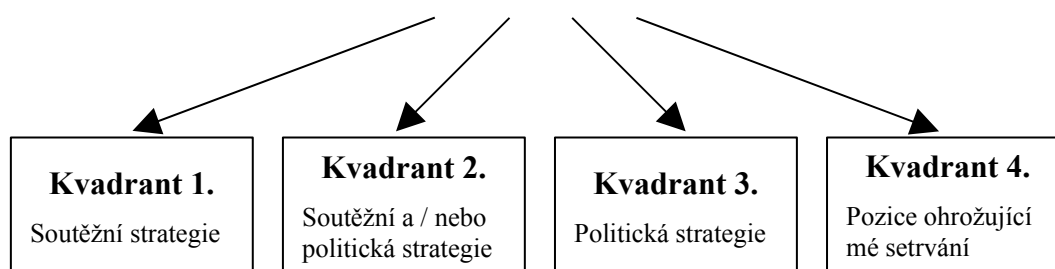 Kvadrant 1.
Soutěžní strategie
Kvadrant 2.
Soutěžní a / nebo
politická strategie
Kvadrant 3.
Politická strategie
Kvadrant 4.
Pozice ohrožující
mé setrvání